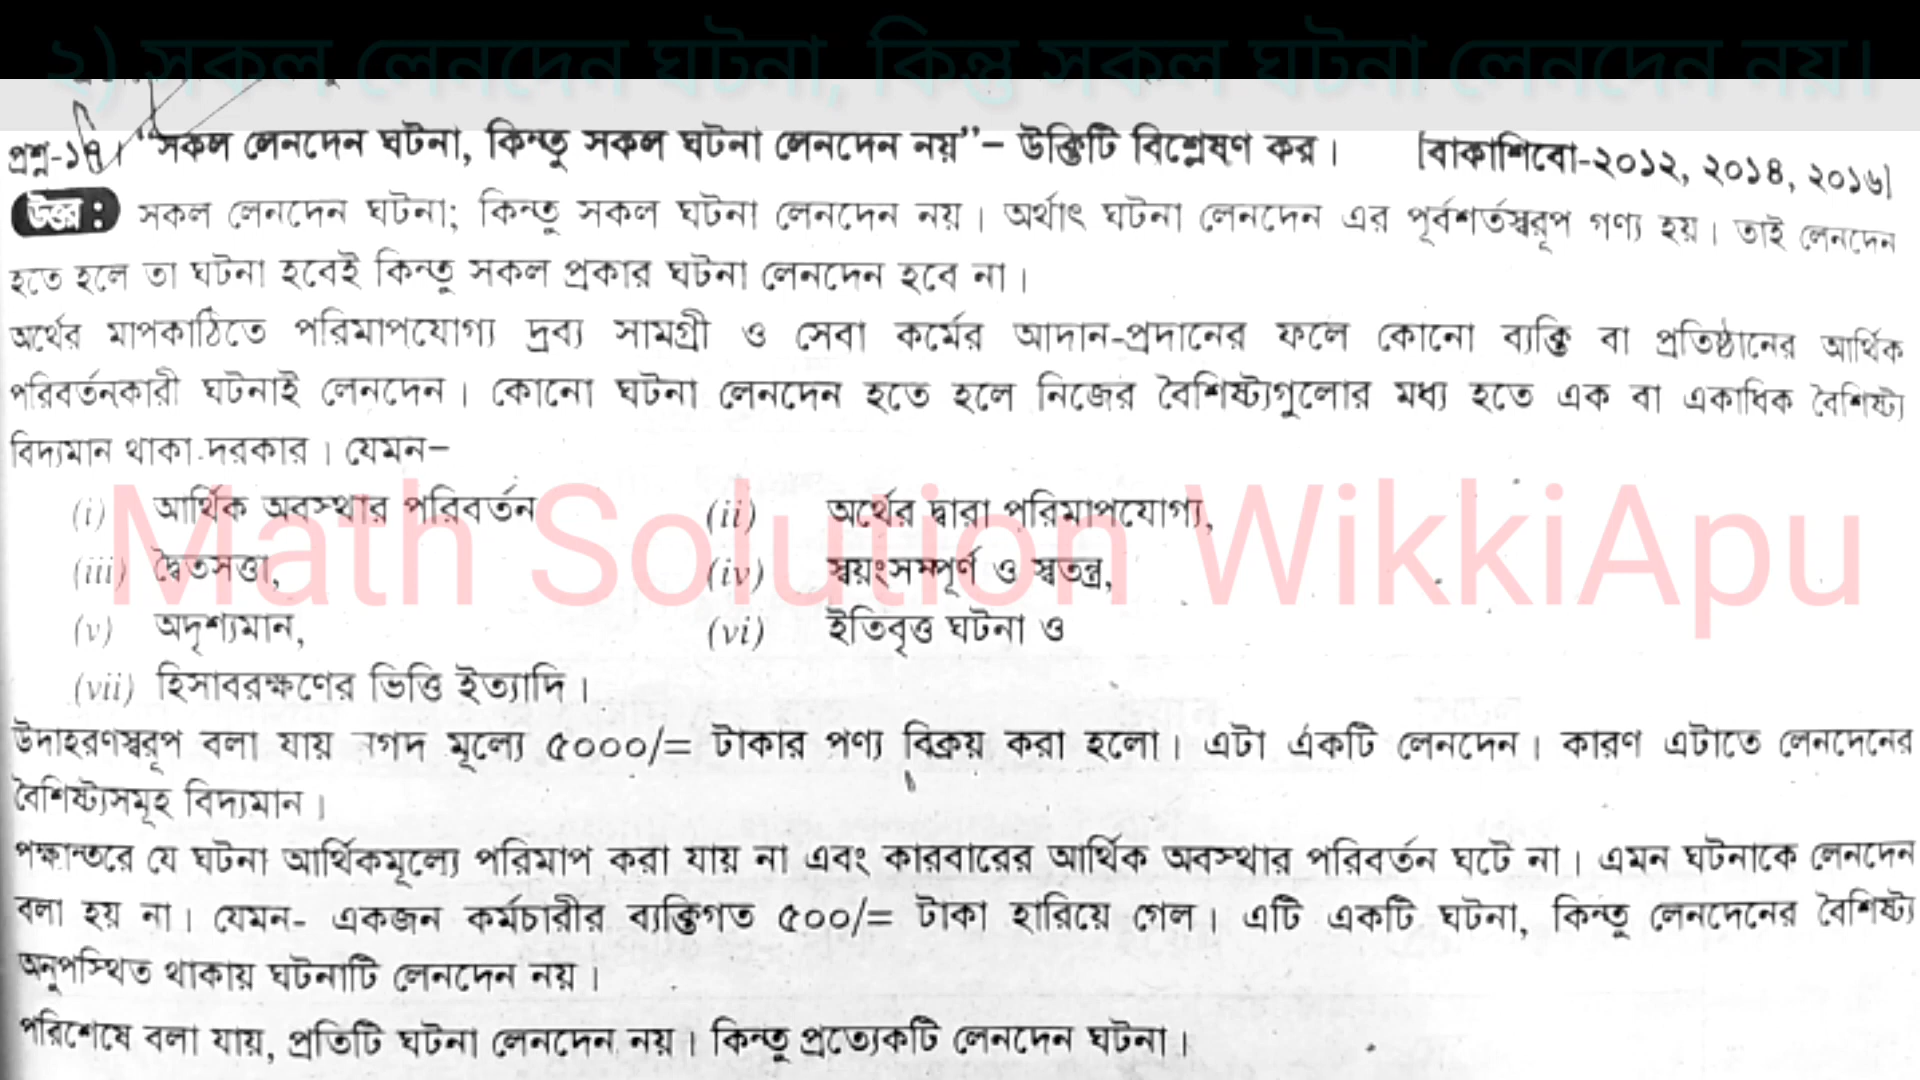 ২) সকল লেনদেন ঘটনা, কিন্তু সকল ঘটনা লেনদেন নয়।
প্রশ্ন-১৭। “সকল লেনদেন ঘটনা, কিন্তু সকল ঘটনা লেনদেন নয়”– উক্তিটি বিশ্লেষণ কর। [বাকাশিবো-২০১২, ২০১৪, ২০১৬]
উত্তর : সকল লেনদেন ঘটনা; কিন্তু সকল ঘটনা লেনদেন নয়। অর্থাৎ ঘটনা লেনদেন এর পূর্বশর্তস্বরূপ গণ্য হয়। তাই লেনদেন
হতে হলে তা ঘটনা হবেই কিন্তু সকল প্রকার ঘটনা লেনদেন হবে না।
অর্থের মাপকাঠিতে পরিমাপযোগ্য দ্রব্য সামগ্রী ও সেবা কর্মের আদান-প্রদানের ফলে কোনো ব্যক্তি বা প্রতিষ্ঠানের আর্থিক
পরিবর্তনকারী ঘটনাই লেনদেন। কোনো ঘটনা লেনদেন হতে হলে নিজের বৈশিষ্ট্যগুলোর মধ্য হতে এক বা একাধিক বৈশিষ্ট্য
বিদ্যমান থাকা দরকার। যেমন–
(i) আর্থিক অবস্থার পরিবর্তন (ii) অর্থের দ্বারা পরিমাপযোগ্য,
Math Solution WikkiApu
(iii) দ্বৈতসত্তা, (iv) স্বয়ংসম্পূর্ণ ও স্বতন্ত্র,
(v) অদৃশ্যমান, (vi) ইতিবৃত্ত ঘটনা ও
(vii) হিসাবরক্ষণের ভিত্তি ইত্যাদি।
উদাহরণস্বরূপ বলা যায় নগদ মূল্যে ৫০০০/= টাকার পণ্য বিক্রয় করা হলো। এটা একটি লেনদেন। কারণ এটাতে লেনদেনের
বৈশিষ্ট্যসমূহ বিদ্যমান।
পক্ষান্তরে যে ঘটনা আর্থিকমূল্যে পরিমাপ করা যায় না এবং কারবারের আর্থিক অবস্থার পরিবর্তন ঘটে না। এমন ঘটনাকে লেনদেন
বলা হয় না। যেমন- একজন কর্মচারীর ব্যক্তিগত ৫০০/= টাকা হারিয়ে গেল। এটি একটি ঘটনা, কিন্তু লেনদেনের বৈশিষ্ট্য
অনুপস্থিত থাকায় ঘটনাটি লেনদেন নয়।
পরিশেষে বলা যায়, প্রতিটি ঘটনা লেনদেন নয়। কিন্তু প্রত্যেকটি লেনদেন ঘটনা।